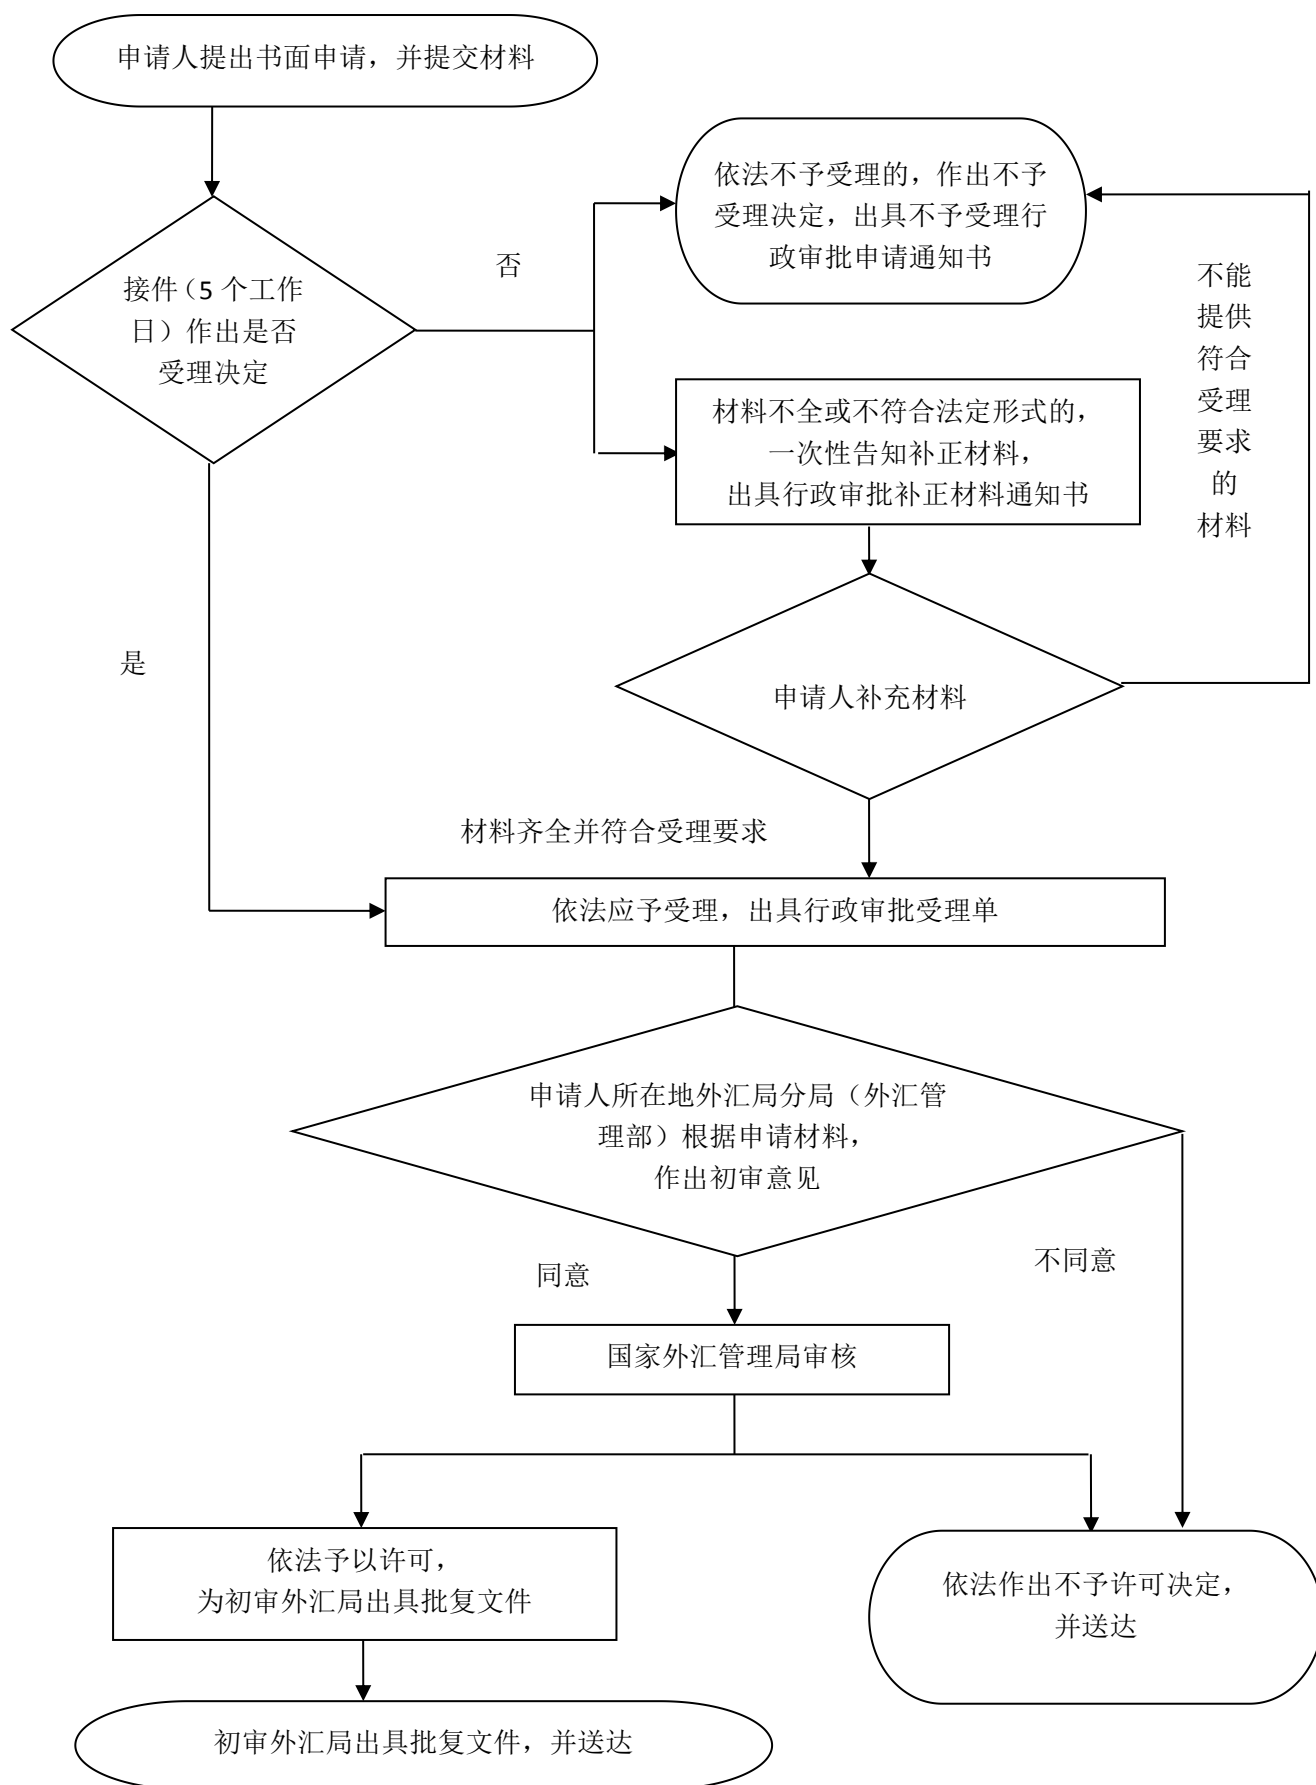 申请人提出书面申请，并提交材料
依法不予受理的，作出不予
受理决定，出具不予受理行
政审批申请通知书
否
接件（5 个工作
日）作出是否
受理决定
不能
提供
符合
受理
要求
的
材料
材料不全或不符合法定形式的，
一次性告知补正材料，
出具行政审批补正材料通知书
是
申请人补充材料
材料齐全并符合受理要求
依法应予受理，出具行政审批受理单
申请人所在地外汇局分局（外汇管
理部）根据申请材料，
作出初审意见
同意
不同意
国家外汇管理局审核
依法予以许可，
为初审外汇局出具批复文件
依法作出不予许可决定，
并送达
初审外汇局出具批复文件，并送达